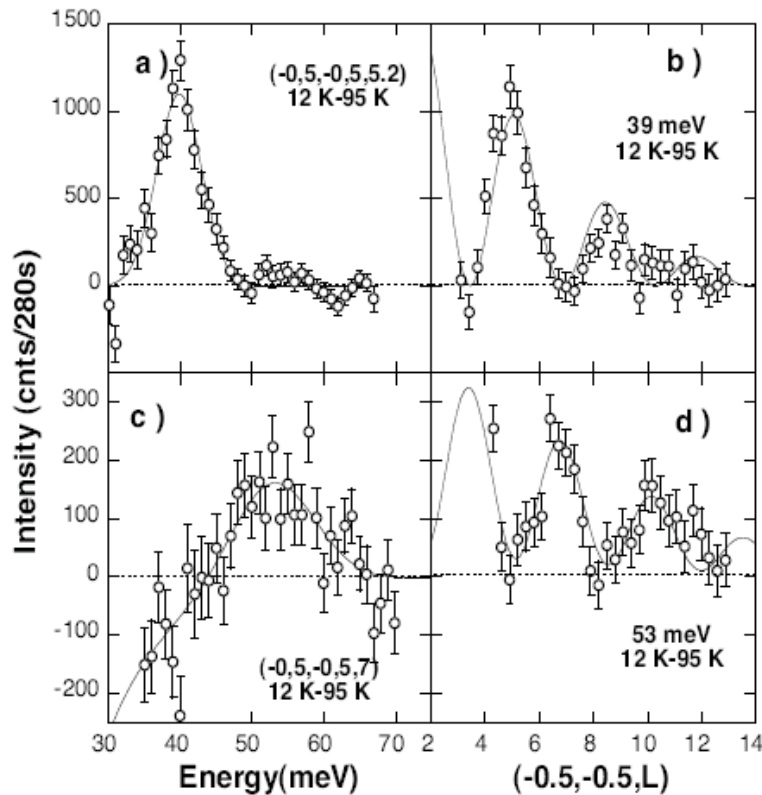 1500
1000
500
0
a )
(-0,5,-0,5,5.2)
12 K-95 K
b )
39 meV
12 K-95 K
Intensity (cnts/280s)
300
200
100
0
-100
-200
c )
(-0,5,-0,5,7)
12 K-95 K
d )
53 meV
12 K-95 K
30 40 50 60 70
2 4 6 8 10 12 14
Energy(meV)
(-0.5,-0.5,L)